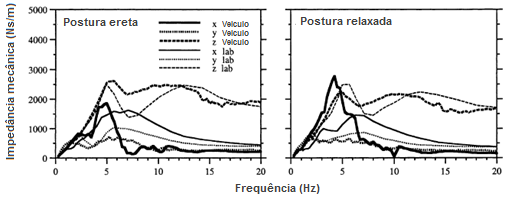 Impedância mecânica (Ns/m)
5000
4000
3000
2000
1000
0
Postura ereta
x Veículo
y Veículo
z Veículo
x lab
y lab
z lab
0 5 10 15 20
Postura relaxada
0 5 10 15 20
Frequência (Hz)